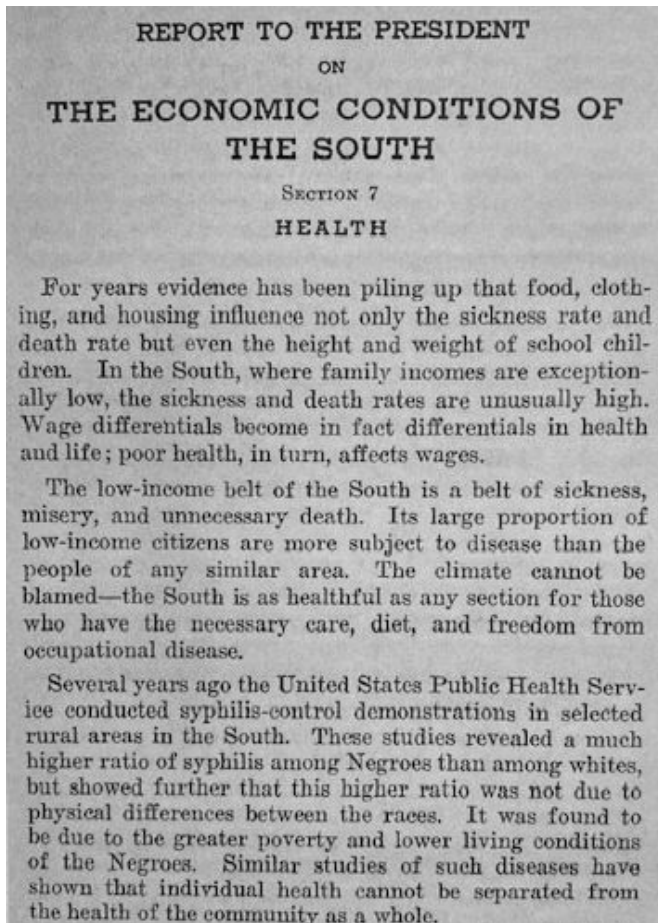 REPORT TO THE PRESIDENT
ON
THE ECONOMIC CONDITIONS OF
THE SOUTH
SECTION 7
HEALTH
For years evidence has been piling up that food, cloth-
ing, and housing influence not only the sickness rate and
death rate but even the height and weight of school chil-
dren. In the South, where family incomes are exception-
ally low, the sickness and death rates are unusually high.
Wage differentials become in fact differentials in health
and life; poor health, in turn, affects wages.
The low-income belt of the South is a belt of sickness,
misery, and unnecessary death. Its large proportion of
low-income citizens are more subject to disease than the
people of any similar area. The climate cannot be
blamed—the South is as healthful as any section for those
who have the necessary care, diet, and freedom from
occupational disease.
Several years ago the United States Public Health Serv-
ice conducted syphilis-control demonstrations in selected
rural areas in the South. These studies revealed a much
higher ratio of syphilis among Negroes than among whites,
but showed further that this higher ratio was not due to
physical differences between the races. It was found to
be due to the greater poverty and lower living conditions
of the Negroes. Similar studies of such diseases have
shown that individual health cannot be separated from
the health of the community as a whole.